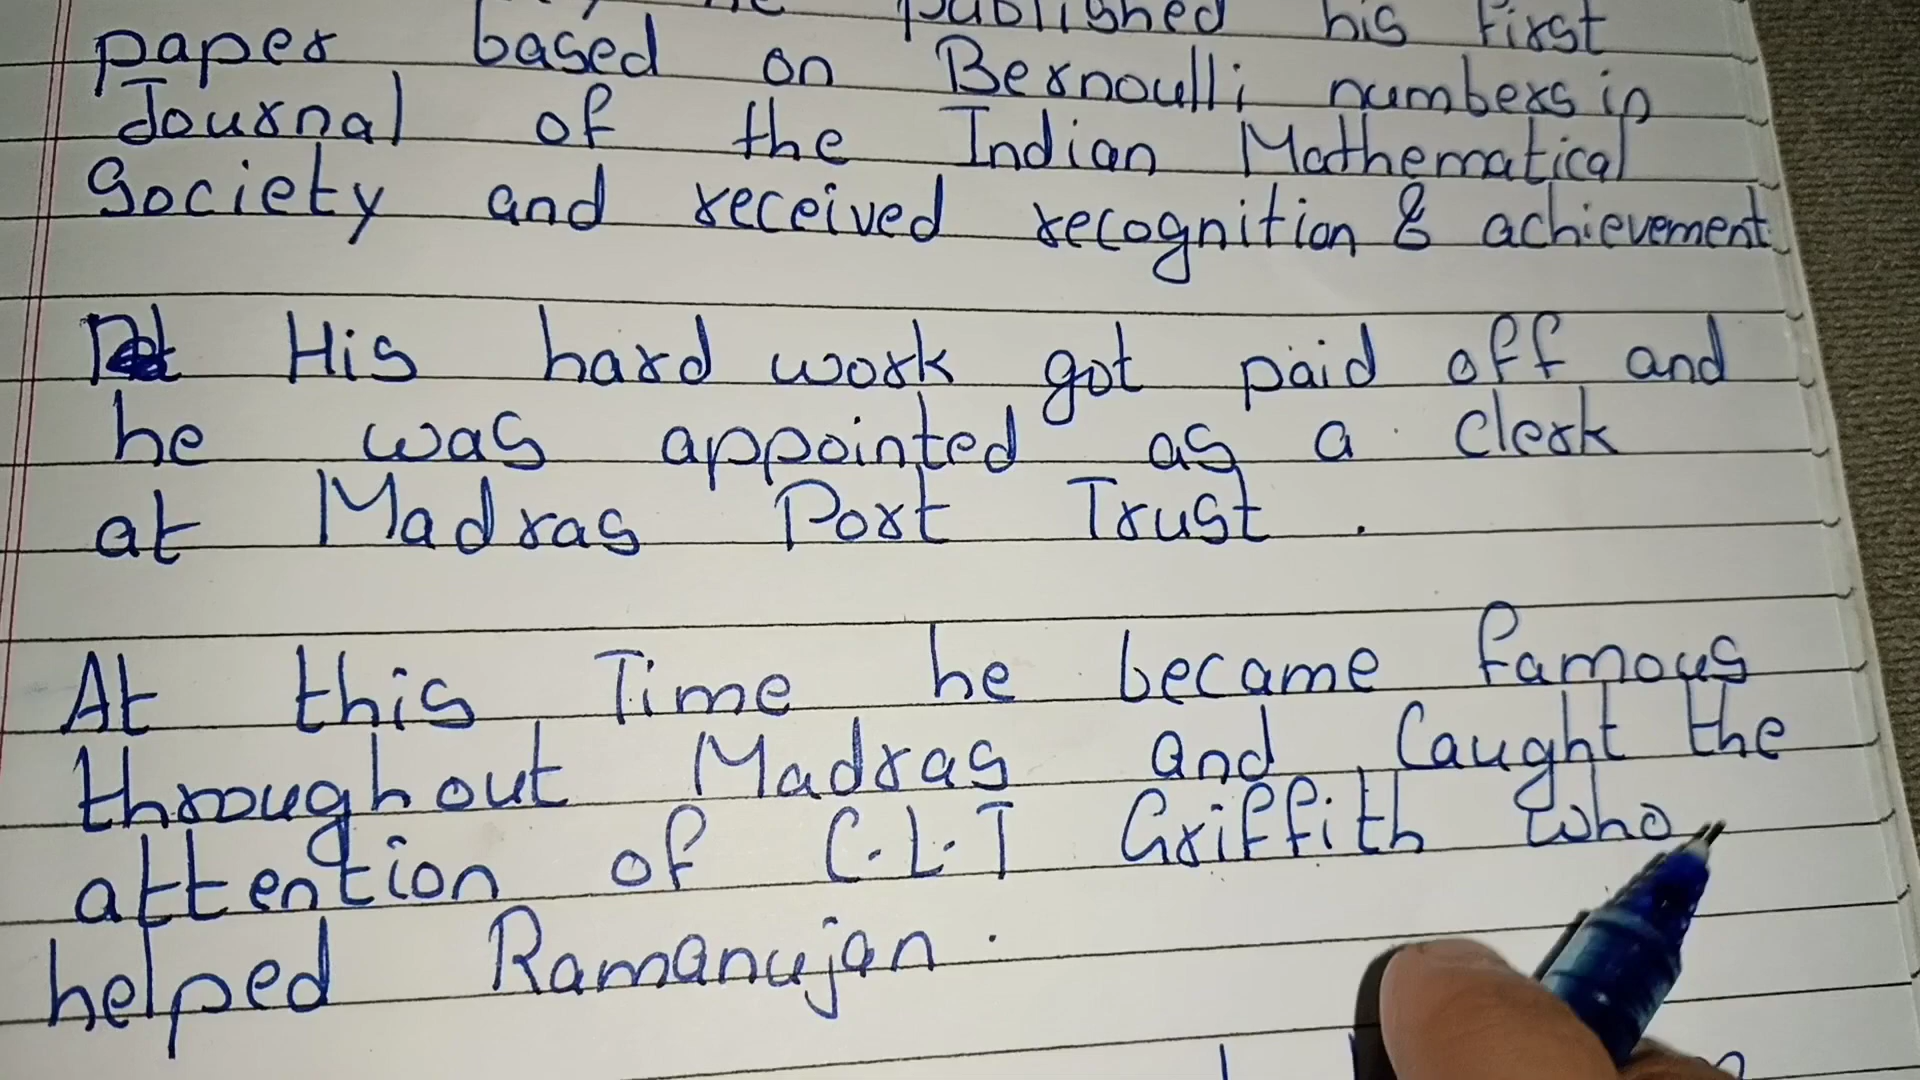 published his first
paper based on Bernoulli numbers in
Journal of the Indian Mathematical
Society and received recognition & achievement
His hard work got paid off and
he was appointed as a clerk
at Madras Port Trust .
At this Time he became famous
throughout Madras and Caught the
attention of C.L.T Griffith who
helped Ramanujan .